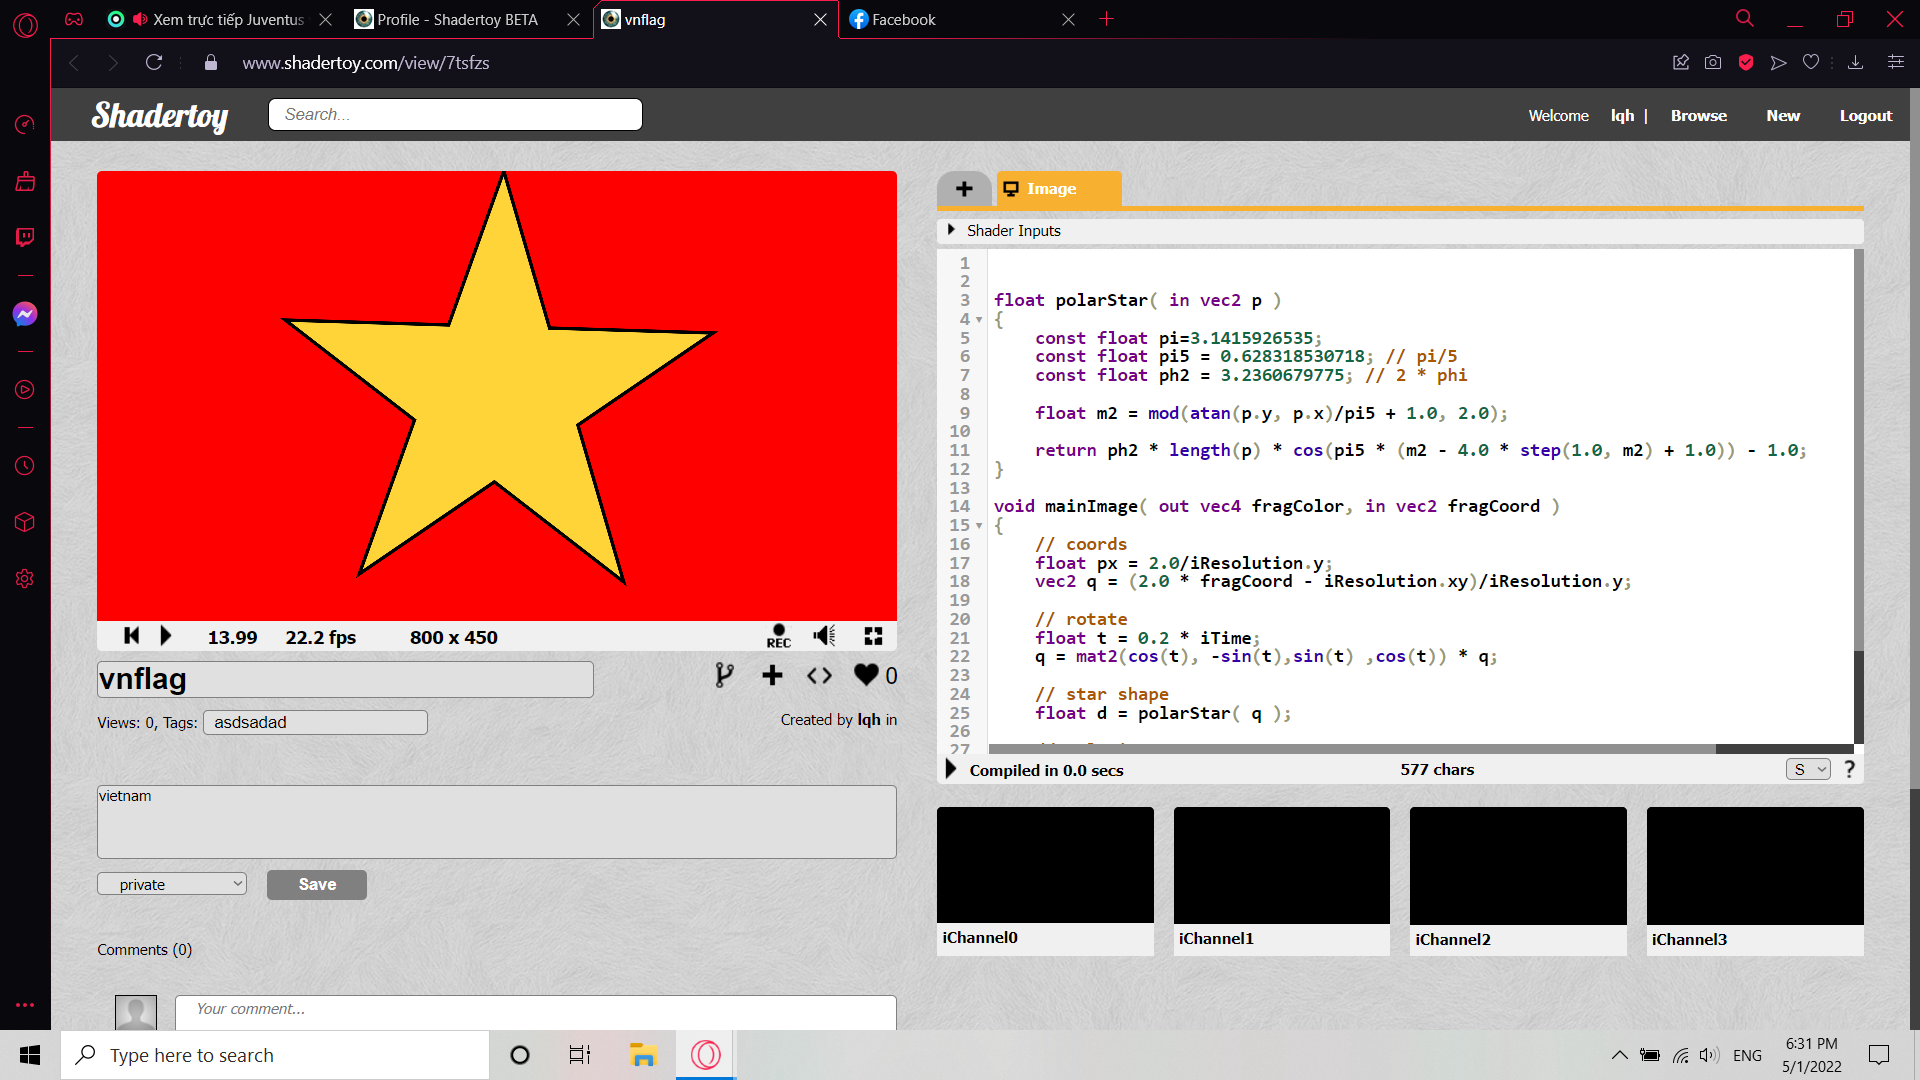 Xem trực tiếp Juventus
Profile - Shadertoy BETA
vnflag
Facebook
www.shadertoy.com/view/7tsfzs
Shadertoy
Search...
Welcome lqh | Browse New Logout
+ Image
Shader Inputs
1
2
3 float polarStar( in vec2 p )
4 {
5 const float pi=3.1415926535;
6 const float pi5 = 0.628318530718; // pi/5
7 const float ph2 = 3.2360679775; // 2 * phi
8
9 float m2 = mod(atan(p.y, p.x)/pi5 + 1.0, 2.0);
10
11 return ph2 * length(p) * cos(pi5 * (m2 - 4.0 * step(1.0, m2) + 1.0)) - 1.0;
12 }
13
14 void mainImage( out vec4 fragColor, in vec2 fragCoord )
15 {
16 // coords
17 float px = 2.0/iResolution.y;
18 vec2 q = (2.0 * fragCoord - iResolution.xy)/iResolution.y;
19
20 // rotate
21 float t = 0.2 * iTime;
22 q = mat2(cos(t), -sin(t),sin(t) ,cos(t)) * q;
23
24 // star shape
25 float d = polarStar( q );
26
27
Compiled in 0.0 secs 577 chars S ?
13.99 22.2 fps 800 x 450 REC
vnflag
0
Views: 0, Tags: asdsadad
Created by lqh in
vietnam
private Save
iChannel0 iChannel1 iChannel2 iChannel3
Comments (0)
Your comment...
Type here to search
ENG
6:31 PM
5/1/2022